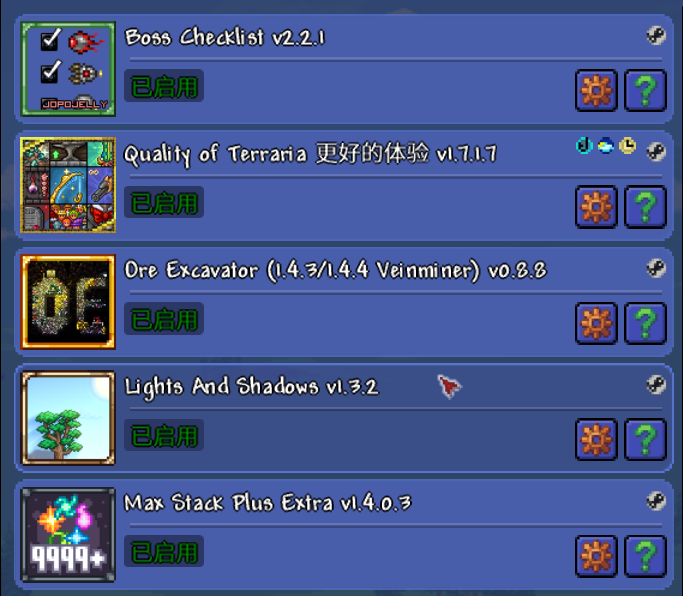 Boss Checklist v2.2.1
JOPOJELLY
已启用
Quality of Terraria 更好的体验 v1.7.1.7
已启用
Ore Excavator (1.4.3/1.4.4 Veinminer) v0.8.8
OE
已启用
Lights And Shadows v1.3.2
已启用
Max Stack Plus Extra v1.4.0.3
9999+
已启用